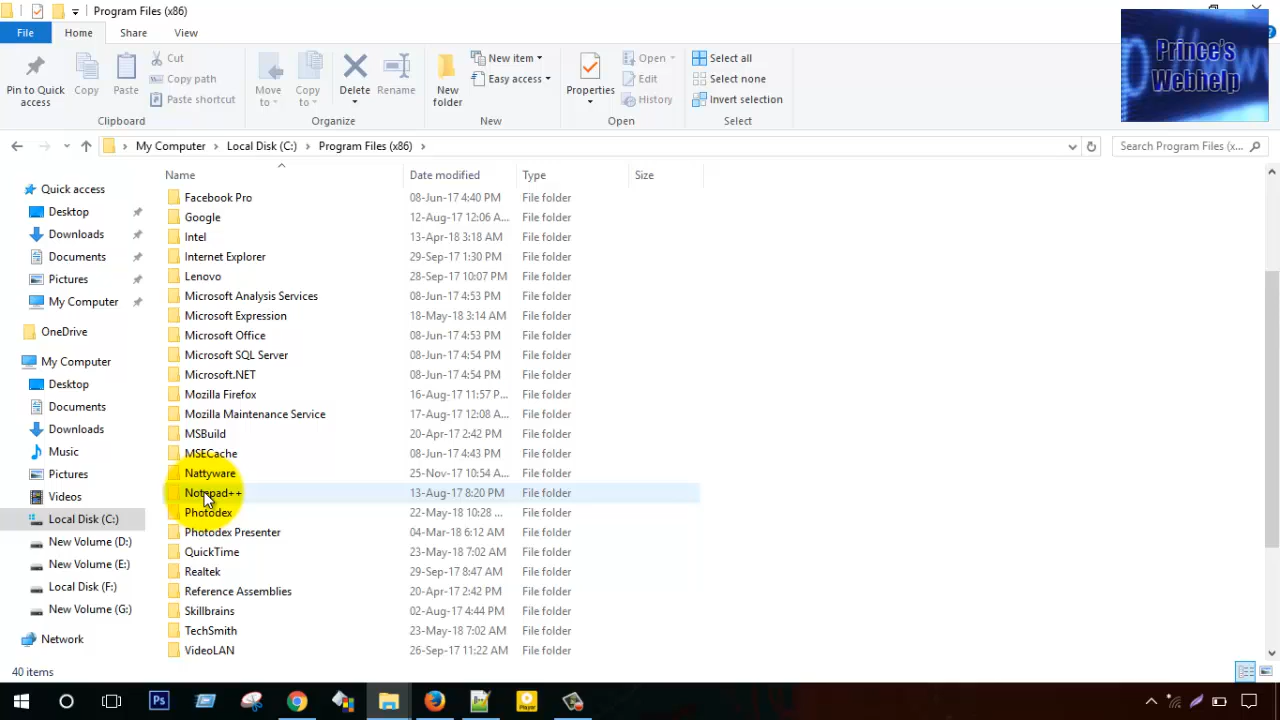 Program Files (x86)
File
Home
Share
View
Pin to Quick access
Copy
Paste
Cut
Copy path
Paste shortcut
Clipboard
Move to
Copy to
Delete
Rename
Organize
New folder
New item
Easy access
New
Properties
Open
Edit
History
Open
Select all
Select none
Invert selection
Select
Prince's
Webhelp
My Computer
Local Disk (C:)
Program Files (x86)
Search Program Files (x...
Name
Date modified
Type
Size
Quick access
Desktop
Downloads
Documents
Pictures
My Computer
OneDrive
My Computer
Desktop
Documents
Downloads
Music
Pictures
Videos
Local Disk (C:)
New Volume (D:)
New Volume (E:)
Local Disk (F:)
New Volume (G:)
Network
Facebook Pro 08-Jun-17 4:40 PM File folder
Google 12-Aug-17 12:06 A... File folder
Intel 13-Apr-18 3:18 AM File folder
Internet Explorer 29-Sep-17 1:30 PM File folder
Lenovo 28-Sep-17 10:07 PM File folder
Microsoft Analysis Services 08-Jun-17 4:53 PM File folder
Microsoft Expression 18-May-18 3:14 AM File folder
Microsoft Office 08-Jun-17 4:53 PM File folder
Microsoft SQL Server 08-Jun-17 4:54 PM File folder
Microsoft.NET 08-Jun-17 4:54 PM File folder
Mozilla Firefox 16-Aug-17 11:57 P... File folder
Mozilla Maintenance Service 17-Aug-17 12:08 A... File folder
MSBuild 20-Apr-17 2:42 PM File folder
MSECache 08-Jun-17 4:43 PM File folder
Nattyware 25-Nov-17 10:54 A... File folder
Notepad++ 13-Aug-17 8:20 PM File folder
Photodex 22-May-18 10:28 ... File folder
Photodex Presenter 04-Mar-18 6:12 AM File folder
QuickTime 23-May-18 7:02 AM File folder
Realtek 29-Sep-17 8:47 AM File folder
Reference Assemblies 20-Apr-17 2:42 PM File folder
Skillbrains 02-Aug-17 4:44 PM File folder
TechSmith 23-May-18 7:02 AM File folder
VideoLAN 26-Sep-17 11:22 AM File folder
40 items
Ps
Player